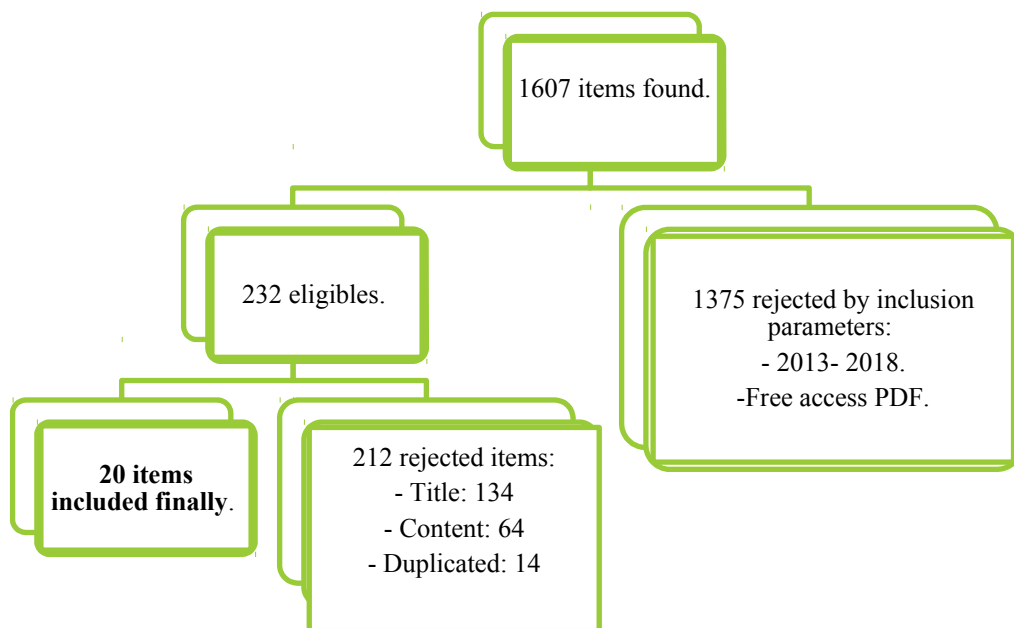 1607 items found.
232 eligibles.
1375 rejected by inclusion
parameters:
- 2013- 2018.
-Free access PDF.
20 items
included finally.
212 rejected items:
- Title: 134
- Content: 64
- Duplicated: 14